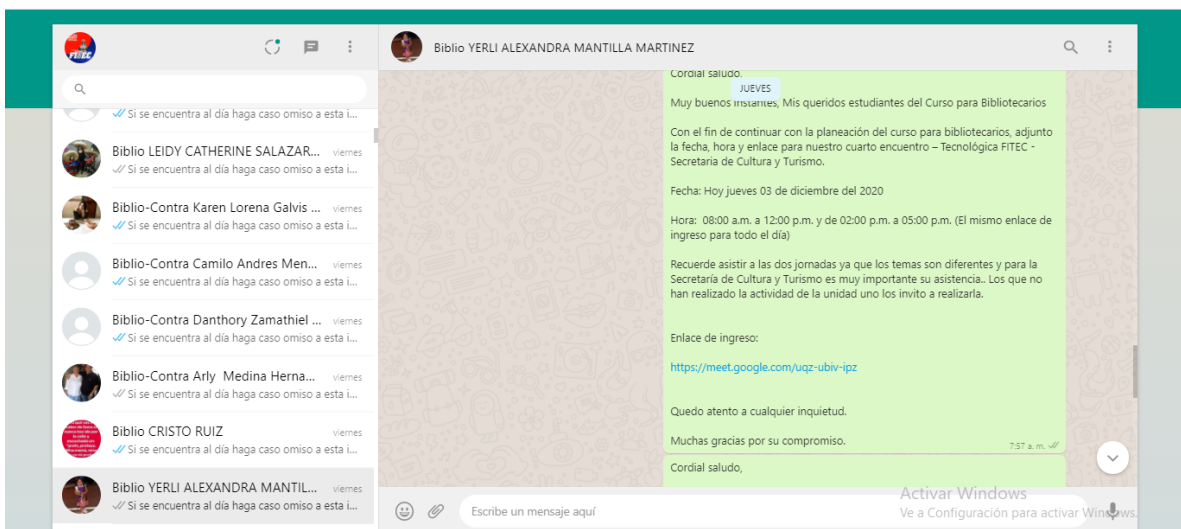 FITEC
Si se encuentra al día haga caso omiso a esta i...
Biblio LEIDY CATHERINE SALAZAR... viernes
Si se encuentra al día haga caso omiso a esta i...
Biblio-Contra Karen Lorena Galvis ... viernes
Si se encuentra al día haga caso omiso a esta i...
Biblio-Contra Camilo Andres Men... viernes
Si se encuentra al día haga caso omiso a esta i...
Biblio-Contra Danthory Zamathiel ... viernes
Si se encuentra al día haga caso omiso a esta i...
Biblio-Contra Arly Medina Herna... viernes
Si se encuentra al día haga caso omiso a esta i...
Biblio CRISTO RUIZ viernes
Si se encuentra al día haga caso omiso a esta i...
Biblio YERLI ALEXANDRA MANTIL... viernes
Si se encuentra al día haga caso omiso a esta i...
Biblio YERLI ALEXANDRA MANTILLA MARTINEZ
Cordial saludo.
JUEVES
Muy buenos instantes, Mis queridos estudiantes del Curso para Bibliotecarios
Con el fin de continuar con la planeación del curso para bibliotecarios, adjunto
la fecha, hora y enlace para nuestro cuarto encuentro – Tecnológica FITEC -
Secretaria de Cultura y Turismo.
Fecha: Hoy jueves 03 de diciembre del 2020
Hora: 08:00 a.m. a 12:00 p.m. y de 02:00 p.m. a 05:00 p.m. (El mismo enlace de
ingreso para todo el día)
Recuerde asistir a las dos jornadas ya que los temas son diferentes y para la
Secretaría de Cultura y Turismo es muy importante su asistencia.. Los que no
han realizado la actividad de la unidad uno los invito a realizarla.
Enlace de ingreso:
https://meet.google.com/uqz-ubiv-ipz
Quedo atento a cualquier inquietud.
Muchas gracias por su compromiso.
7:57 a. m.
Cordial saludo,
Escribe un mensaje aquí
Activar Windows
Ve a Configuración para activar Windows.